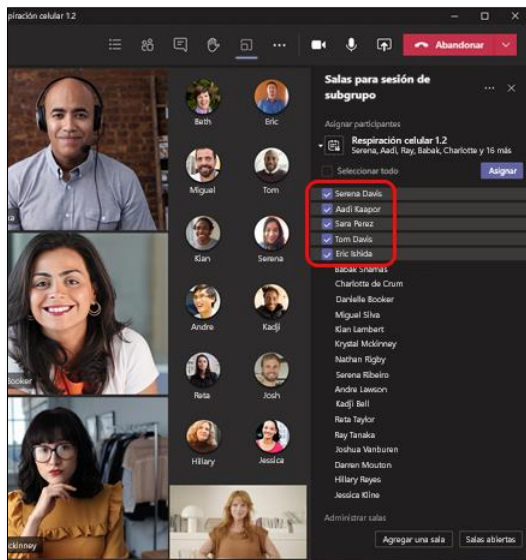 piración celular 1.2
Abandonar
Salas para sesión de
subgrupo
Asignar participantes
Respiración celular 1.2
Serena, Aadi, Ray, Babak, Charlotte y 16 más
Seleccionar todo
Asignar
Serena Davis
Aadi Kaapor
Sara Perez
Tom Davis
Eric Ishida
Babak Shamas
Charlotte de Crum
Danielle Booker
Miguel Silva
Kian Lambert
Krystal Mckinney
Nathan Rigby
Serena Ribeiro
Andre Lawson
Kadji Bell
Reta Taylor
Ray Tanaka
Joshua Vanburen
Darren Mouton
Hillary Reyes
Jessica Kline
Administrar salas
Agregar una sala
Salas abiertas
Beth
Eric
Miguel
Tom
Kian
Serena
Andre
Kadji
Reta
Josh
Hillary
Jessica
ra
Booker
ckinney